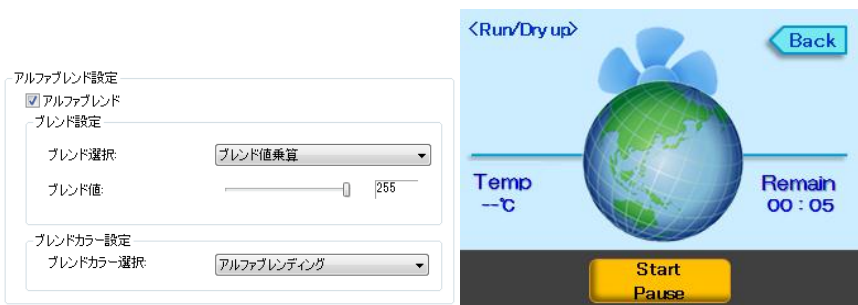 アルファブレンド設定
アルファブレンド
ブレンド設定
ブレンド選択:
ブレンド値乗算
ブレンド値:
255
ブレンドカラー設定
ブレンドカラー選択:
アルファブレンディング
<Run/Dry up>
Back
Temp
--℃
Remain
00:05
Start
Pause